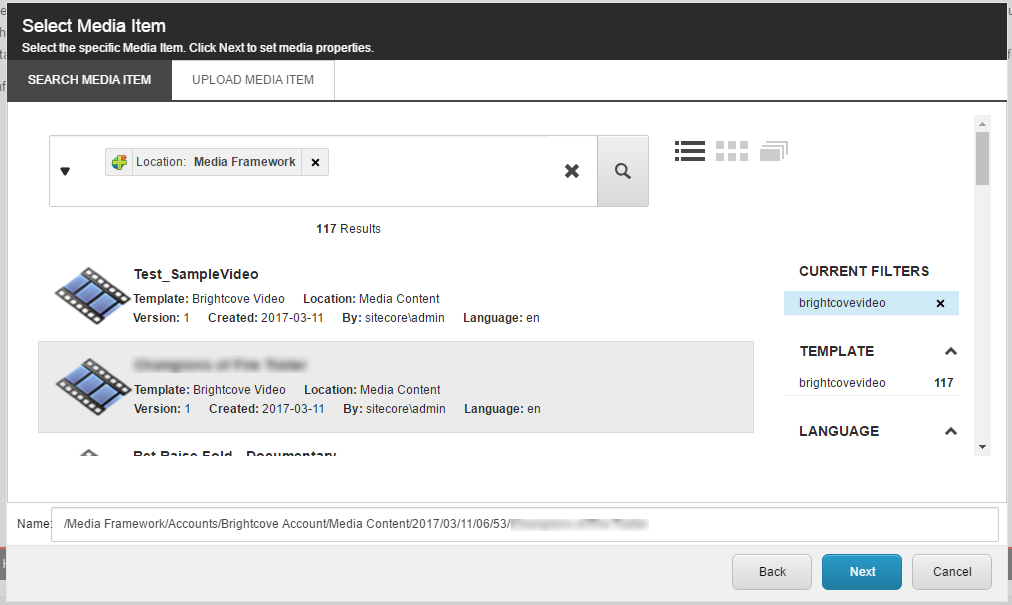 Select Media Item
Select the specific Media Item. Click Next to set media properties.
SEARCH MEDIA ITEM
UPLOAD MEDIA ITEM
Location: Media Framework
117 Results
Test_SampleVideo
Template: Brightcove Video Location: Media Content
Version: 1 Created: 2017-03-11 By: sitecore\admin Language: en
Template: Brightcove Video Location: Media Content
Version: 1 Created: 2017-03-11 By: sitecore\admin Language: en
Bet Raise Fold - Documentary
CURRENT FILTERS
brightcovevideo
TEMPLATE
brightcovevideo 117
LANGUAGE
Name: /Media Framework/Accounts/Brightcove Account/Media Content/2017/03/11/06/53/
Back
Next
Cancel